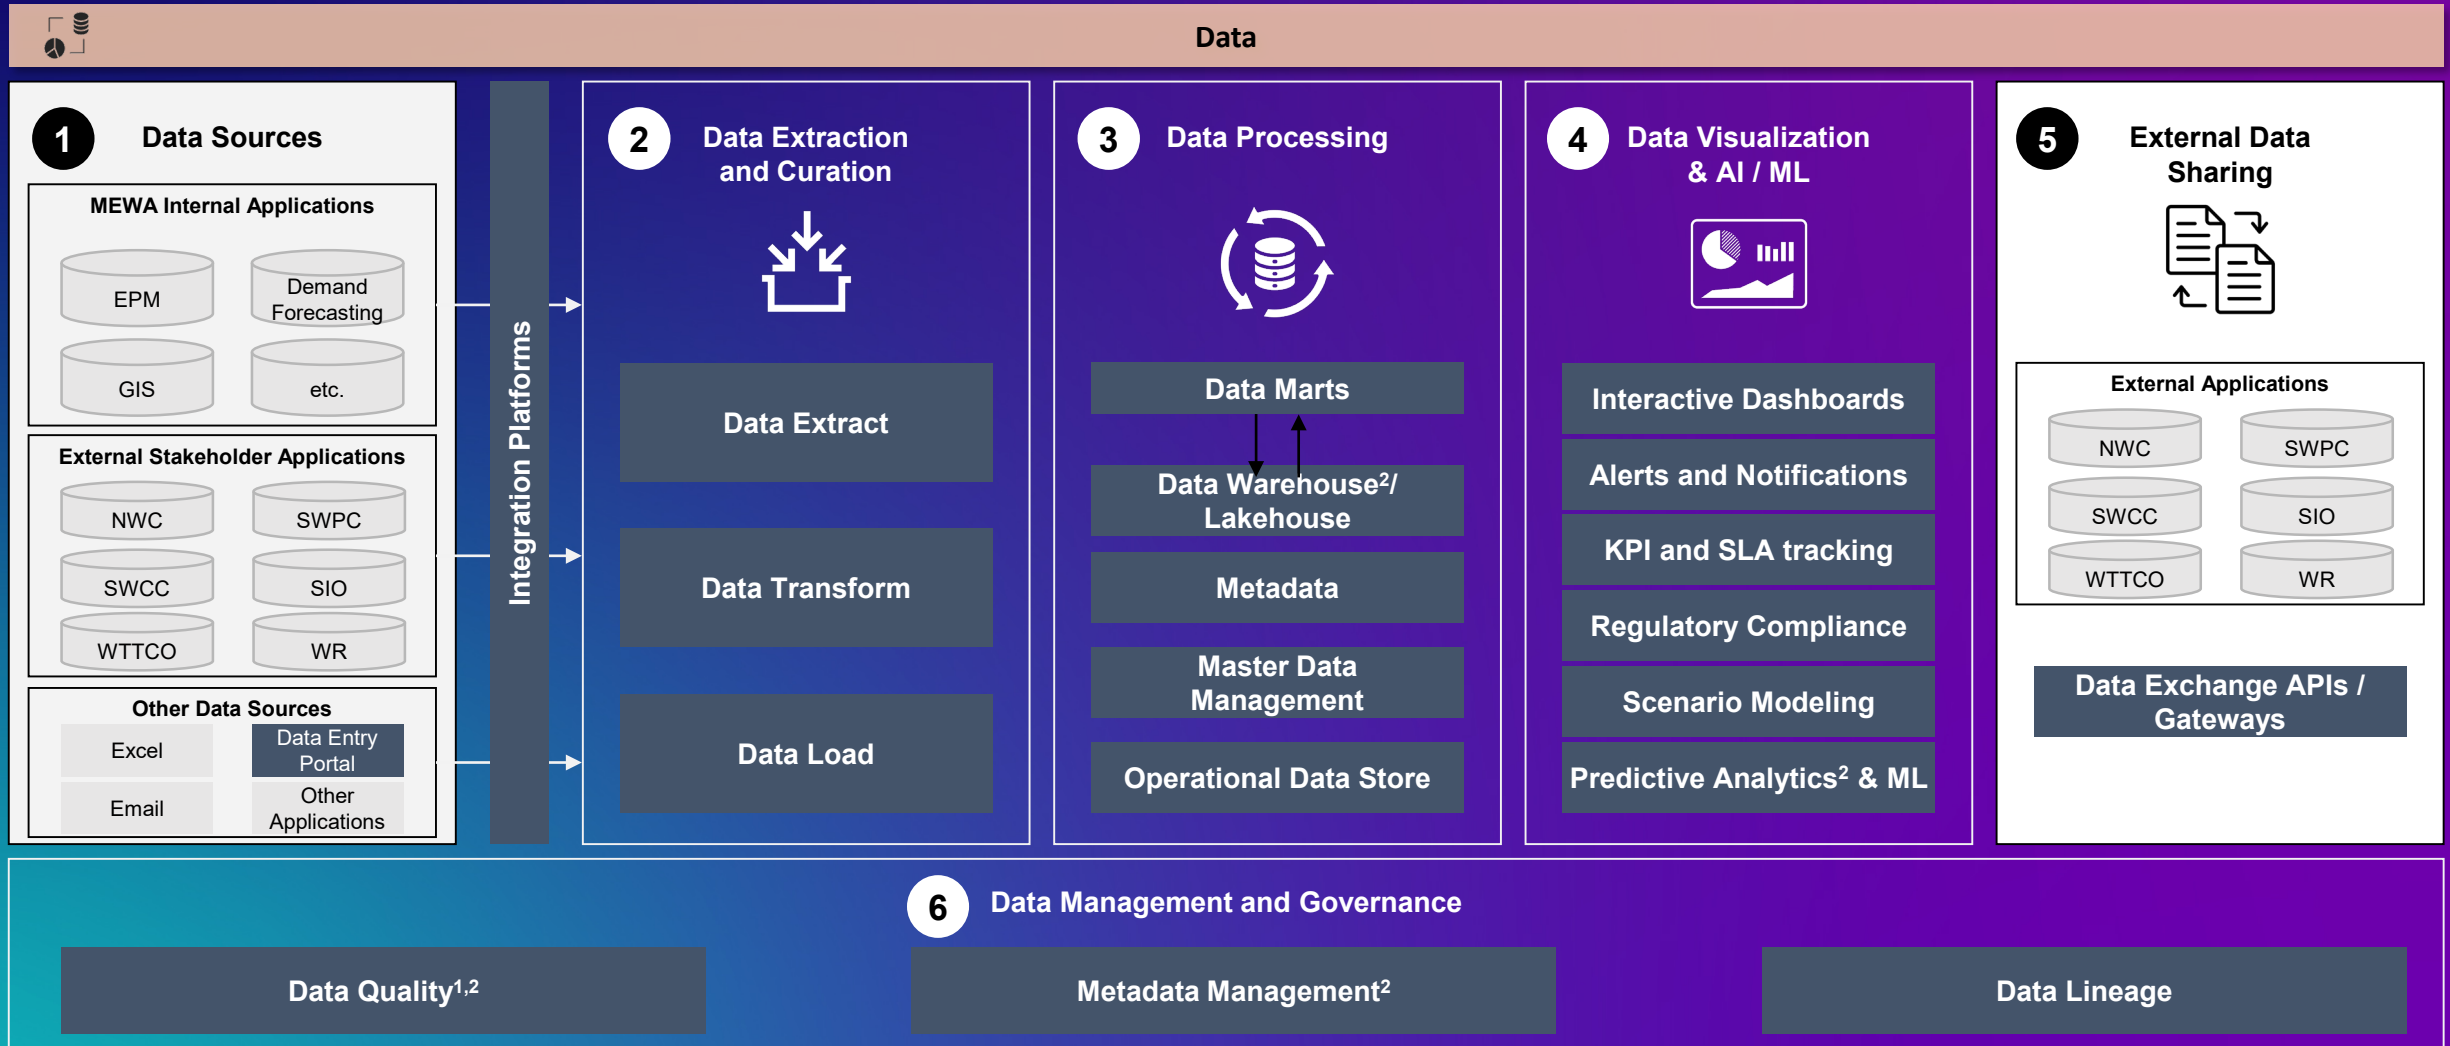 Data
1
Data Sources
MEWA Internal Applications
EPM
Demand
Forecasting
GIS
etc.
External Stakeholder Applications
NWC
SWPC
SWCC
SIO
WTTCO
WR
Other Data Sources
Excel
Data Entry
Portal
Email
Other
Applications
Integration Platforms
2
Data Extraction
and Curation
Data Extract
Data Transform
Data Load
3
Data Processing
Data Marts
Data Warehouse²/
Lakehouse
Metadata
Master Data
Management
Operational Data Store
4
Data Visualization
& AI / ML
Interactive Dashboards
Alerts and Notifications
KPI and SLA tracking
Regulatory Compliance
Scenario Modeling
Predictive Analytics² & ML
5
External Data
Sharing
External Applications
NWC
SWPC
SWCC
SIO
WTTCO
WR
Data Exchange APIs /
Gateways
6
Data Management and Governance
Data Quality¹,²
Metadata Management²
Data Lineage